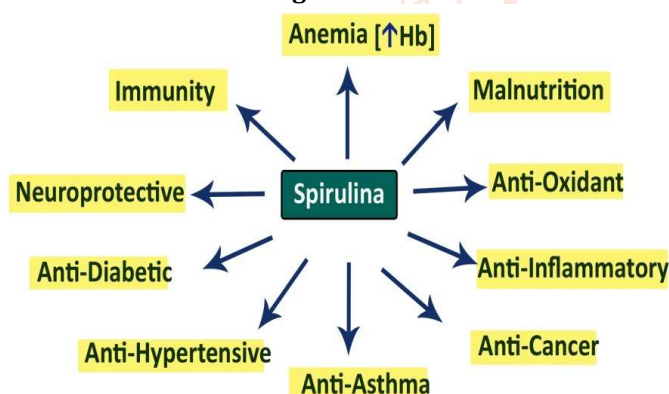 Anemia [↑Hb]
Immunity
Malnutrition
Neuroprotective
Spirulina
Anti-Oxidant
Anti-Diabetic
Anti-Inflammatory
Anti-Hypertensive
Anti-Cancer
Anti-Asthma